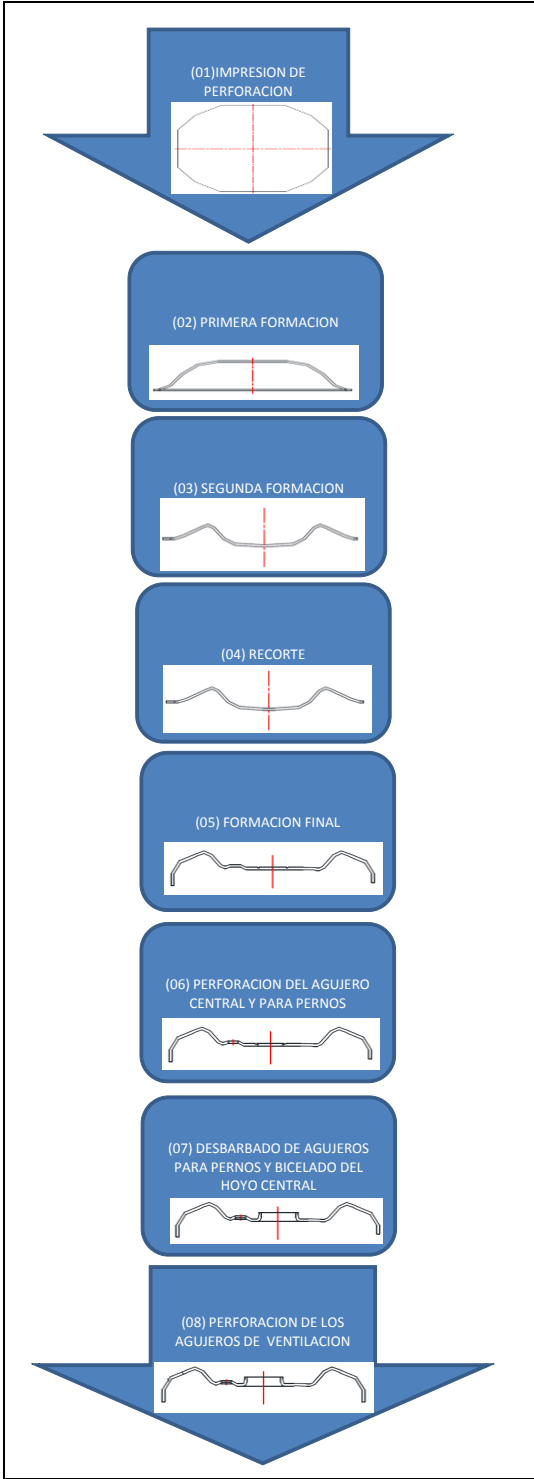 (01)IMPRESION DE
PERFORACION
(02) PRIMERA FORMACION
(03) SEGUNDA FORMACION
(04) RECORTE
(05) FORMACION FINAL
(06) PERFORACION DEL AGUJERO
CENTRAL Y PARA PERNOS
(07) DESBARBADO DE AGUJEROS
PARA PERNOS Y BICELADO DEL
HOYO CENTRAL
(08) PERFORACION DE LOS
AGUJEROS DE VENTILACION